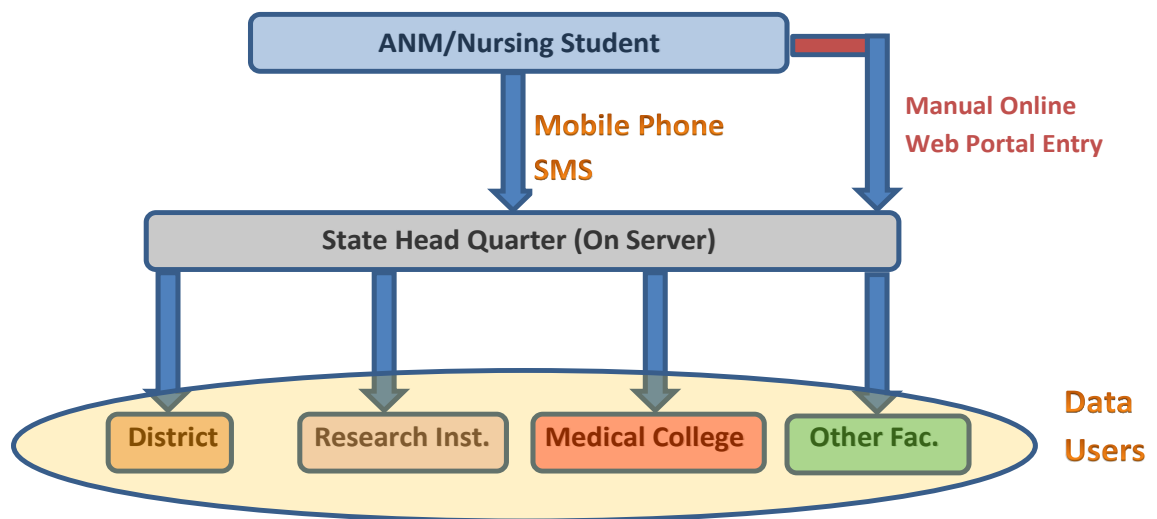 ANM/Nursing Student
Manual Online
Web Portal Entry
Mobile Phone
SMS
State Head Quarter (On Server)
District
Research Inst.
Medical College
Other Fac.
Data
Users